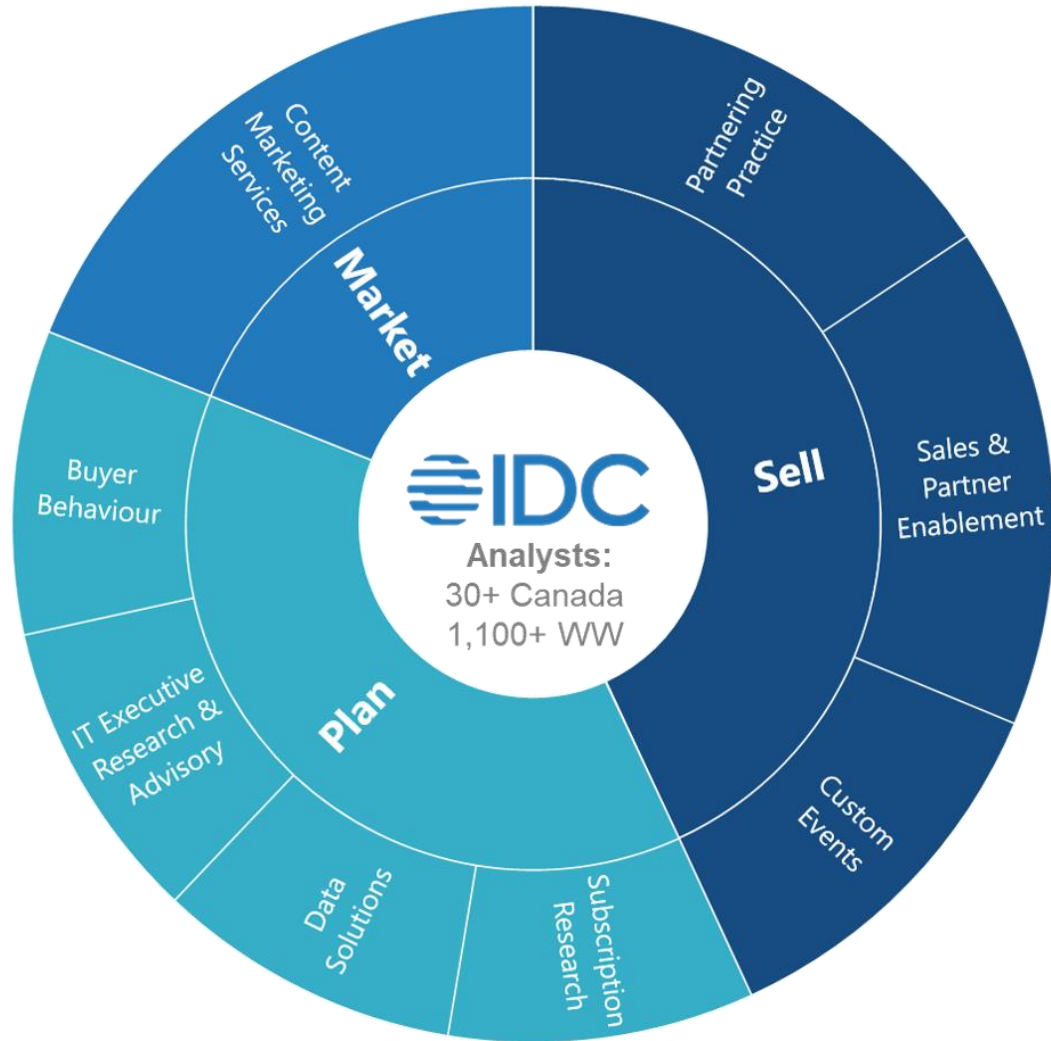 Content
Marketing
Services
Market
Partnering
Practice
Sell
Sales &
Partner
Enablement
Custom
Events
Plan
Buyer
Behaviour
IT Executive
Research &
Advisory
Data
Solutions
Subscription
Research
IDC
Analysts:
30+ Canada
1,100+ WW